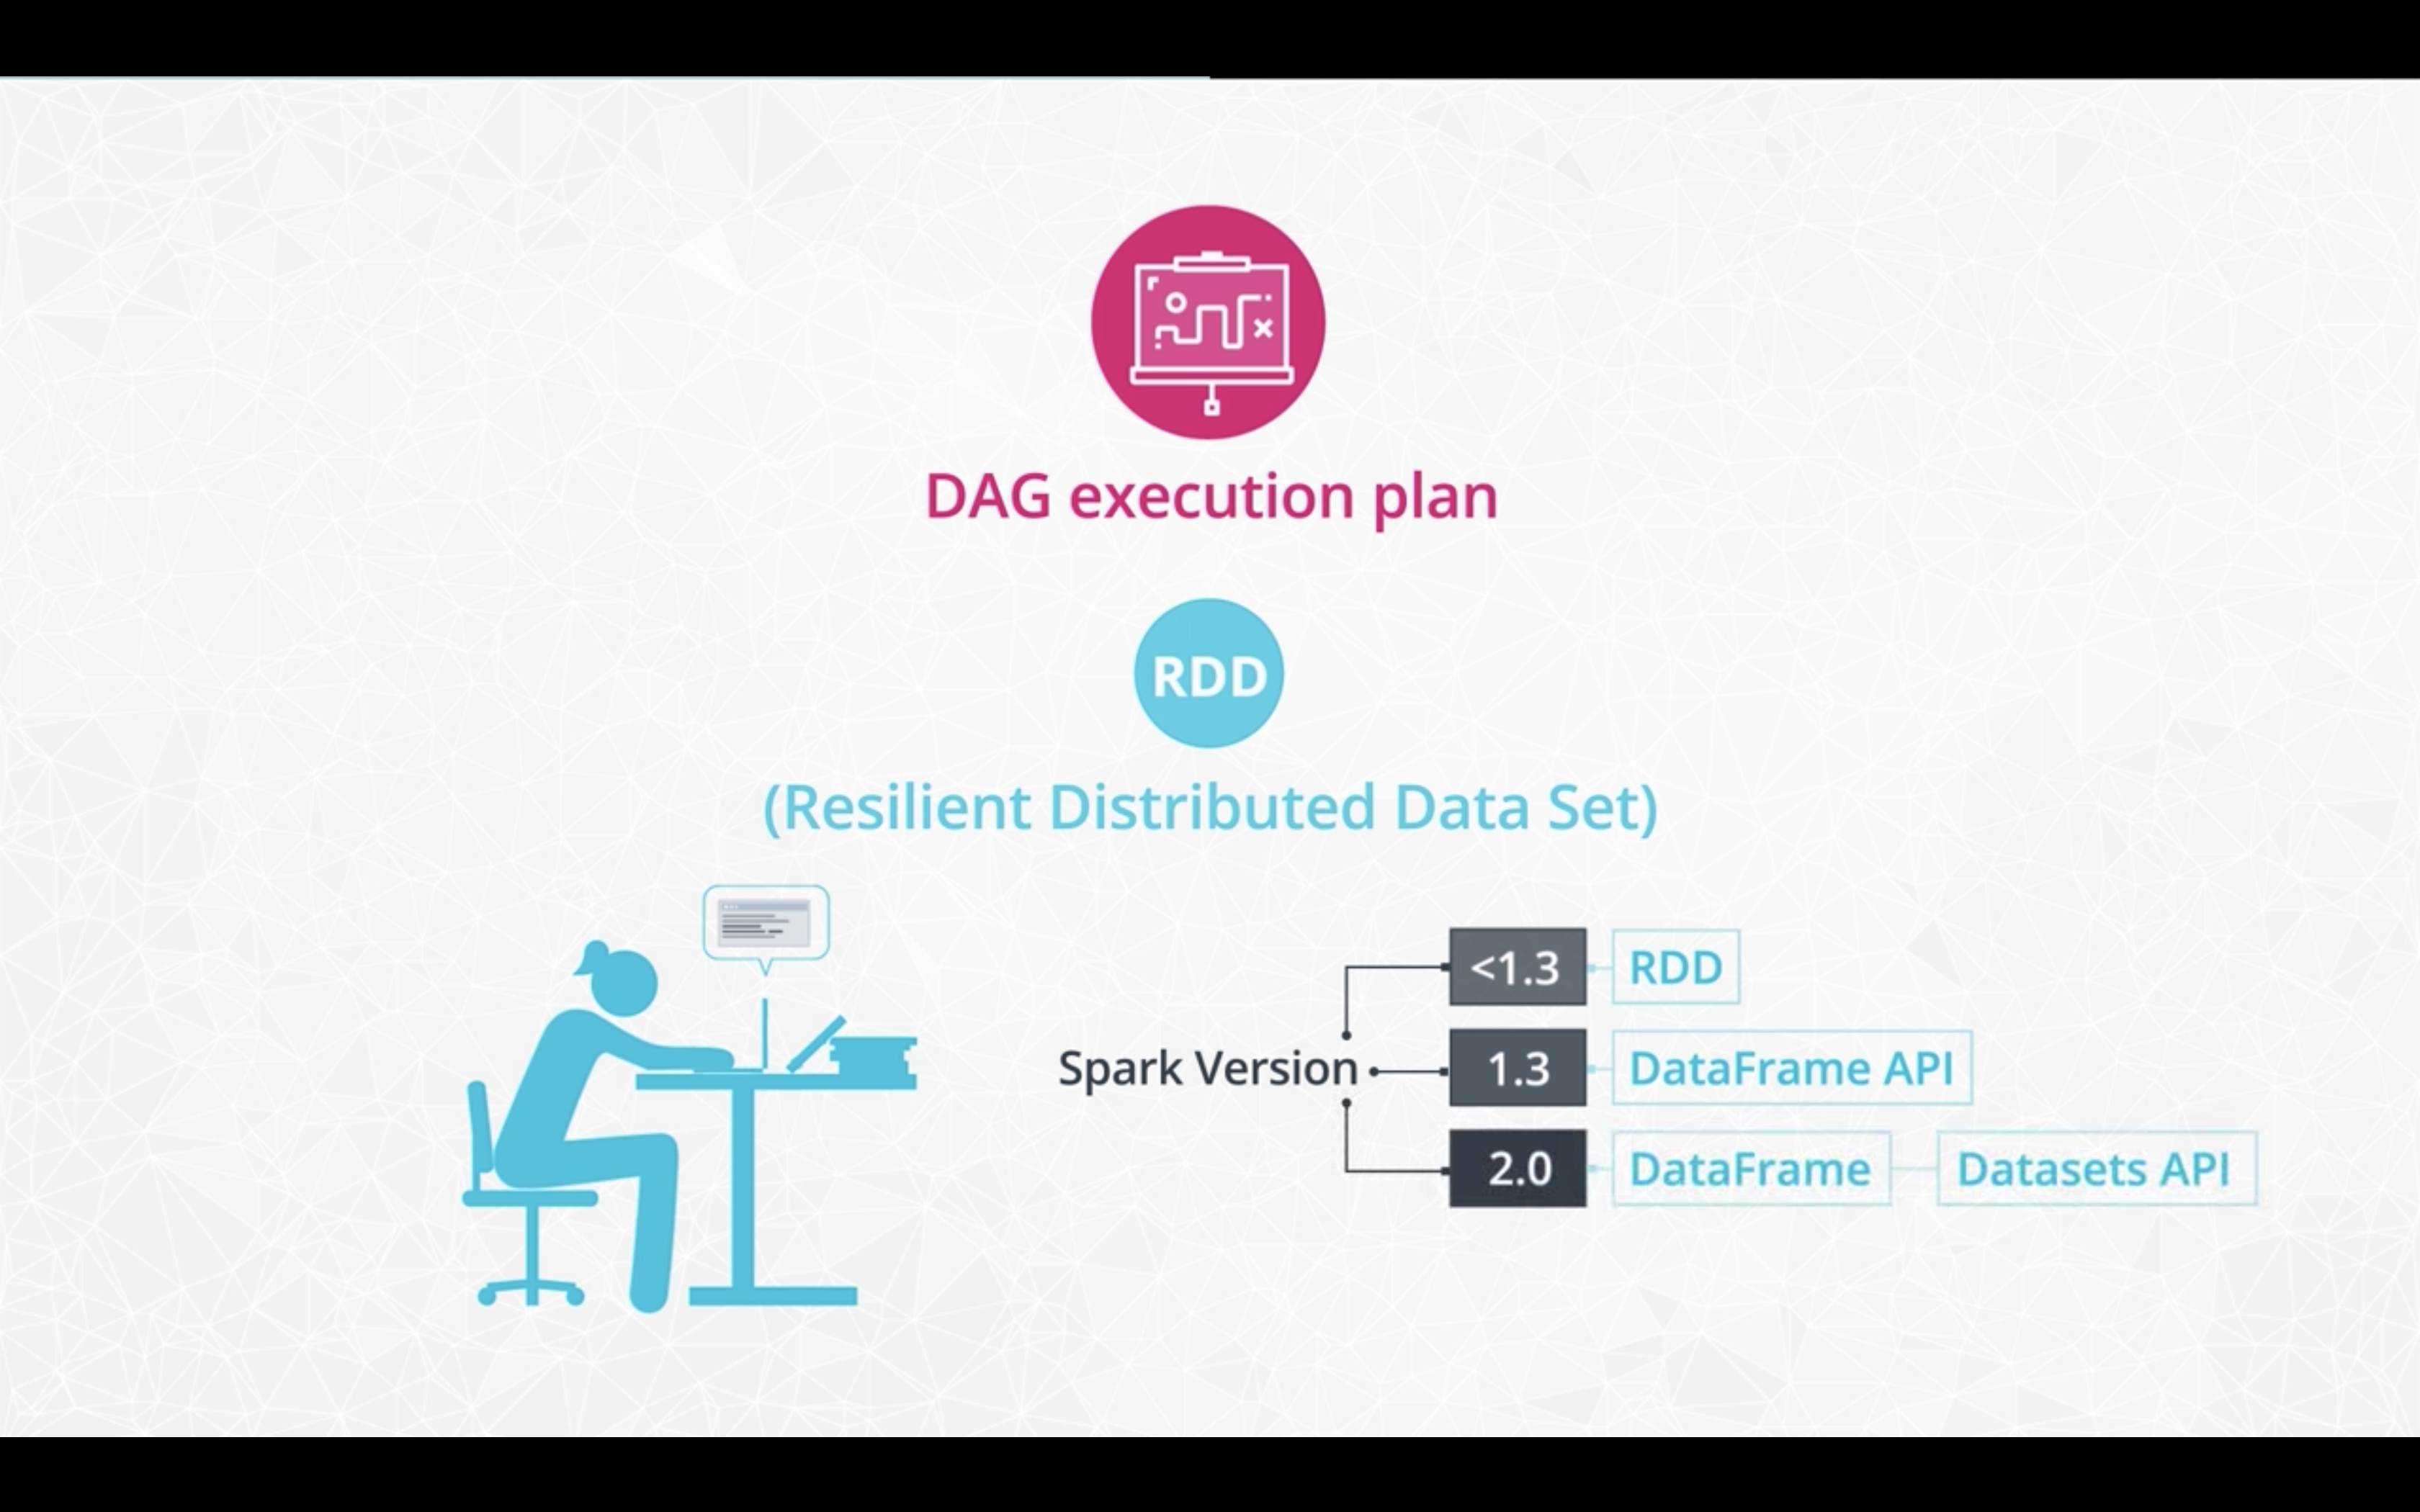 DAG execution plan
RDD
(Resilient Distributed Data Set)
Spark Version
<1.3 RDD
1.3 DataFrame API
2.0 DataFrame Datasets API